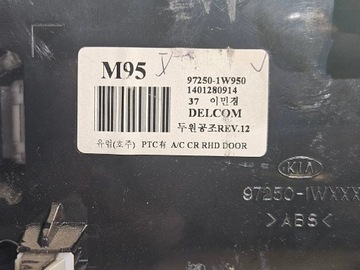 M95
V
97250-1W950
1401280914
37 이민경
DELCOM
두원공조REV.12
유럽(호주) PTC有 A/C CR RHD DOOR
KIA
97250-1WXXX
>ABS<